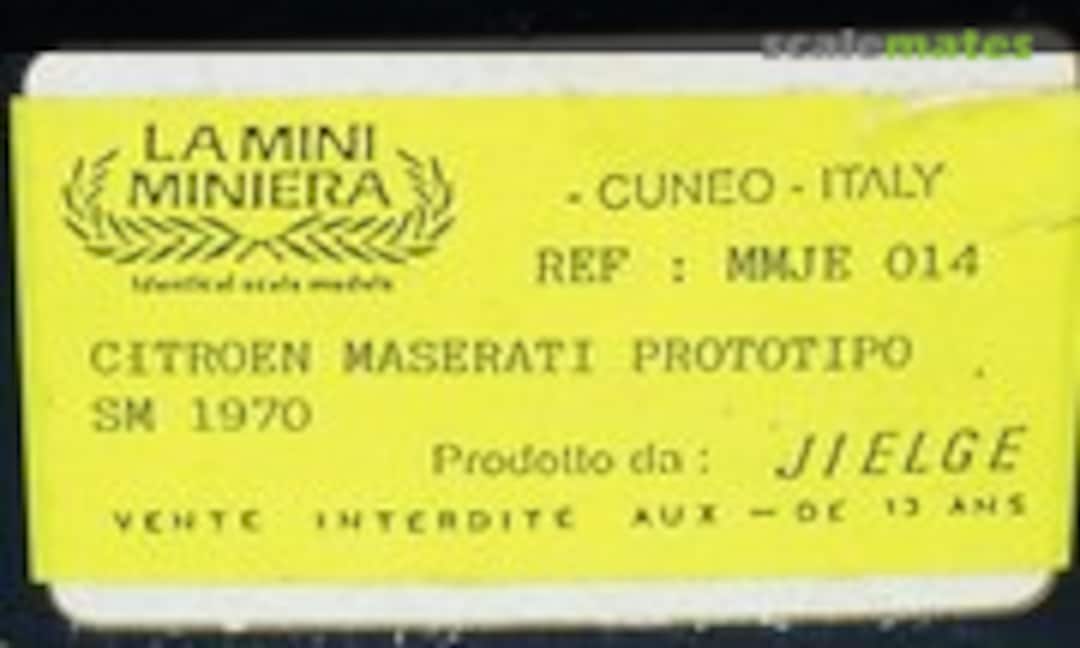 scalemates
LA MINI
MINIERA
Identical scale models
- CUNEO - ITALY
REF : MMJE 014
CITROEN MASERATI PROTOTIPO
SM 1970
Prodotto da : JIELGE
VENTE INTERDITE AUX - DE 13 ANS